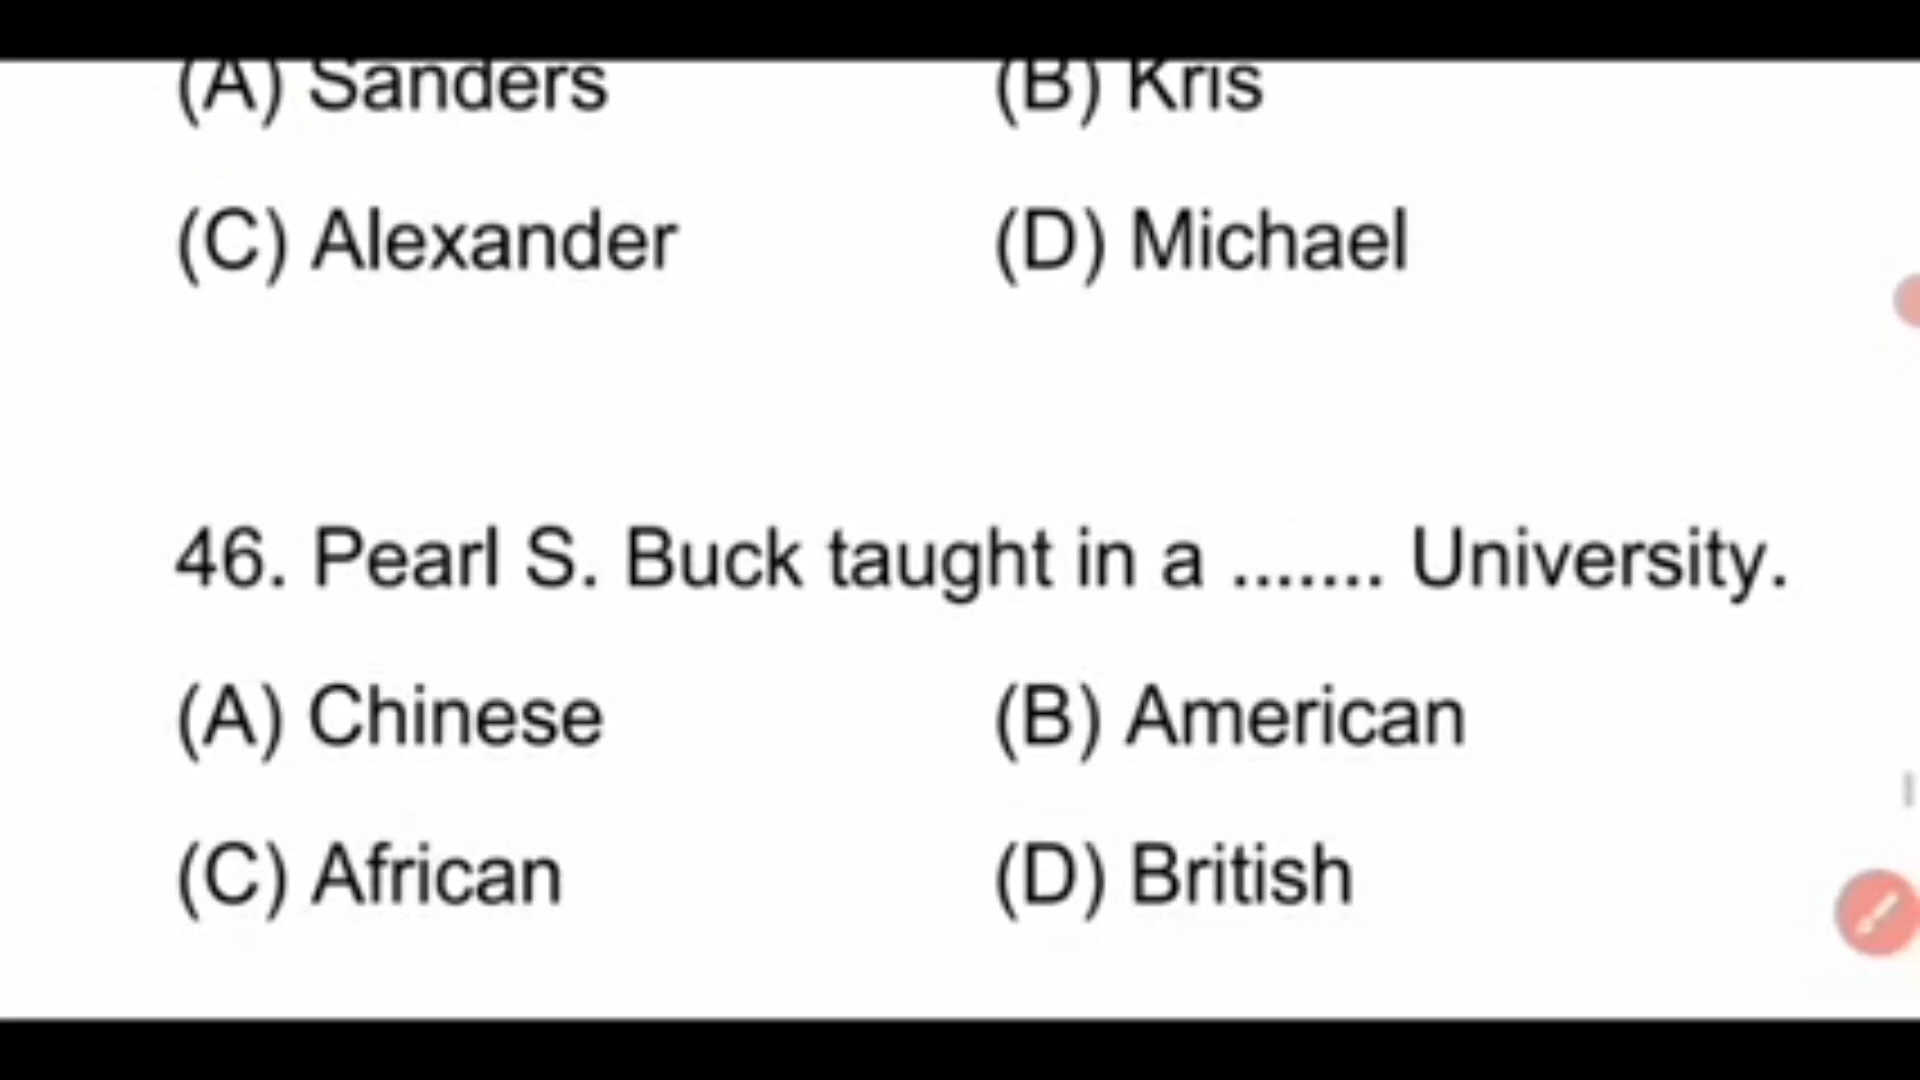 (A) Sanders (B) Kris
(C) Alexander (D) Michael
46. Pearl S. Buck taught in a ....... University.
(A) Chinese (B) American
(C) African (D) British